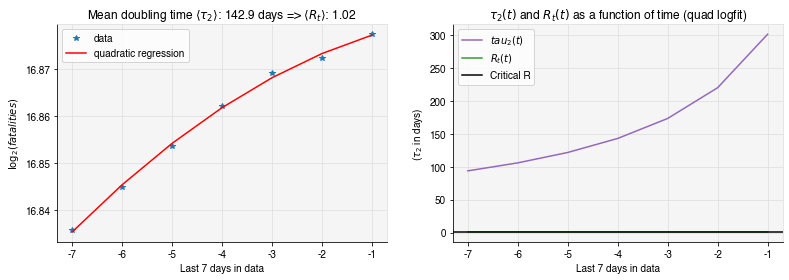 Mean doubling time ⟨τ₂⟩: 142.9 days => ⟨Rₜ⟩: 1.02
data
quadratic regression
16.87
16.86
16.85
16.84
log₂(fatalities)
-7 -6 -5 -4 -3 -2 -1
Last 7 days in data
τ₂(t) and Rₜ(t) as a function of time (quad logfit)
tau₂(t)
Rₜ(t)
Critical R
300
250
200
150
100
50
0
(τ₂ in days)
-7 -6 -5 -4 -3 -2 -1
Last 7 days in data